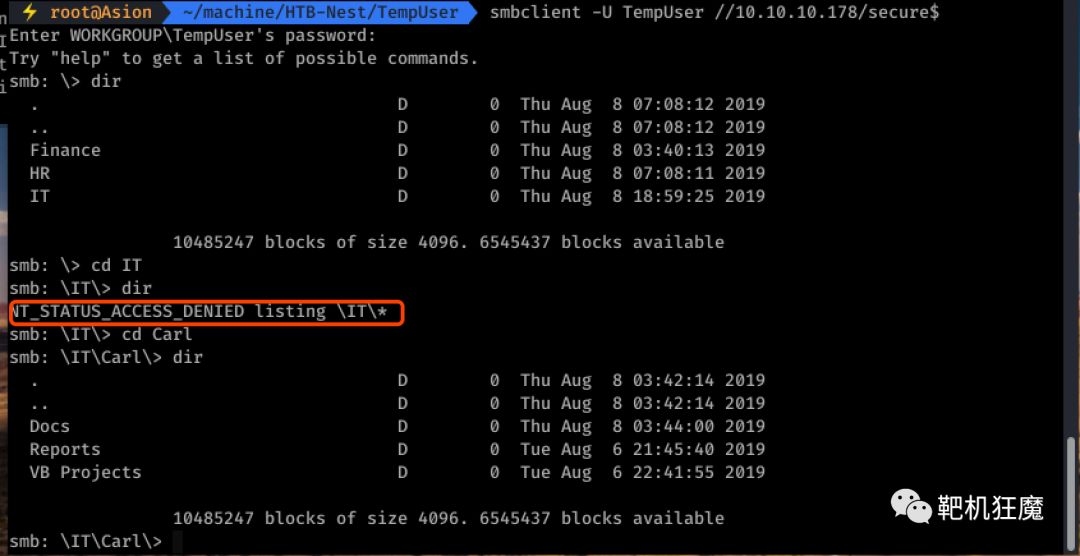 root@Asion ~/machine/HTB-Nest/TempUser smbclient -U TempUser //10.10.10.178/secure$
Enter WORKGROUP\TempUser's password:
Try "help" to get a list of possible commands.
smb: \> dir
. D 0 Thu Aug 8 07:08:12 2019
.. D 0 Thu Aug 8 07:08:12 2019
Finance D 0 Thu Aug 8 03:40:13 2019
HR D 0 Thu Aug 8 07:08:11 2019
IT D 0 Thu Aug 8 18:59:25 2019
10485247 blocks of size 4096. 6545437 blocks available
smb: \> cd IT
smb: \IT\> dir
NT_STATUS_ACCESS_DENIED listing \IT\*
smb: \IT\> cd Carl
smb: \IT\Carl\> dir
. D 0 Thu Aug 8 03:42:14 2019
.. D 0 Thu Aug 8 03:42:14 2019
Docs D 0 Thu Aug 8 03:44:00 2019
Reports D 0 Tue Aug 6 21:45:40 2019
VB Projects D 0 Tue Aug 6 22:41:55 2019
10485247 blocks of size 4096. 6545437 blocks available
smb: \IT\Carl\>
靶机狂魔